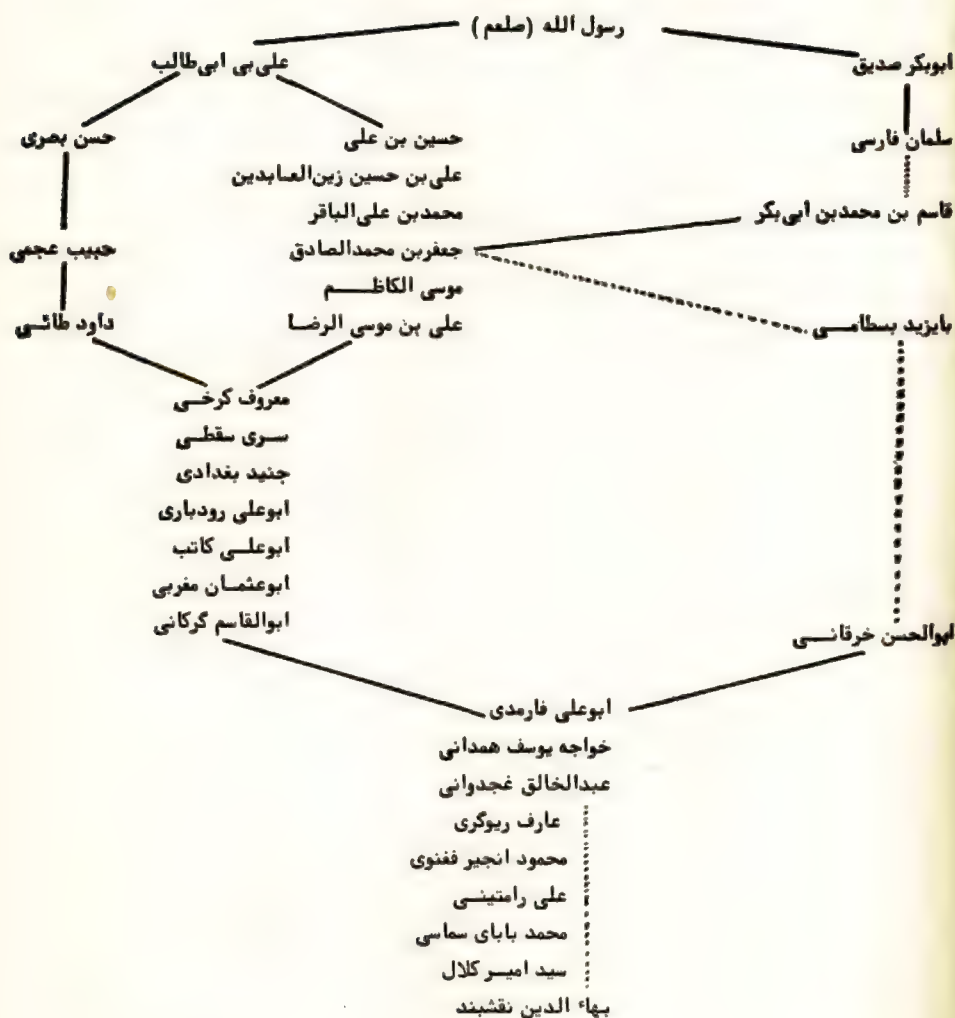 رسول الله (صلعم)
ابوبکر صدیق
علی‌بی ابی‌طالب
سلمان فارسی
حسین بن علی
حسن بصری
علی‌بن حسین زین‌العابدین
قاسم بن محمدبن ابی‌بکر
محمدبن علی‌الباقر
جعفربن محمدالصادق
حبیب عجمی
موسی الکاظم
بایزید بسطامی
علی بن موسی الرضا
داود طائی
معروف کرخی
سری سقطی
جنید بغدادی
ابوعلی رودباری
ابوعلی کاتب
ابوعثمان مغربی
ابوالقاسم گرکانی
ابوالحسن خرقانی
ابوعلی فارمدی
خواجه یوسف همدانی
عبدالخالق غجدوانی
عارف ریوگری
محمود انجیر فغنوی
علی رامتینی
محمد بابای سماسی
سید امیر کلال
بهاء الدین نقشبند